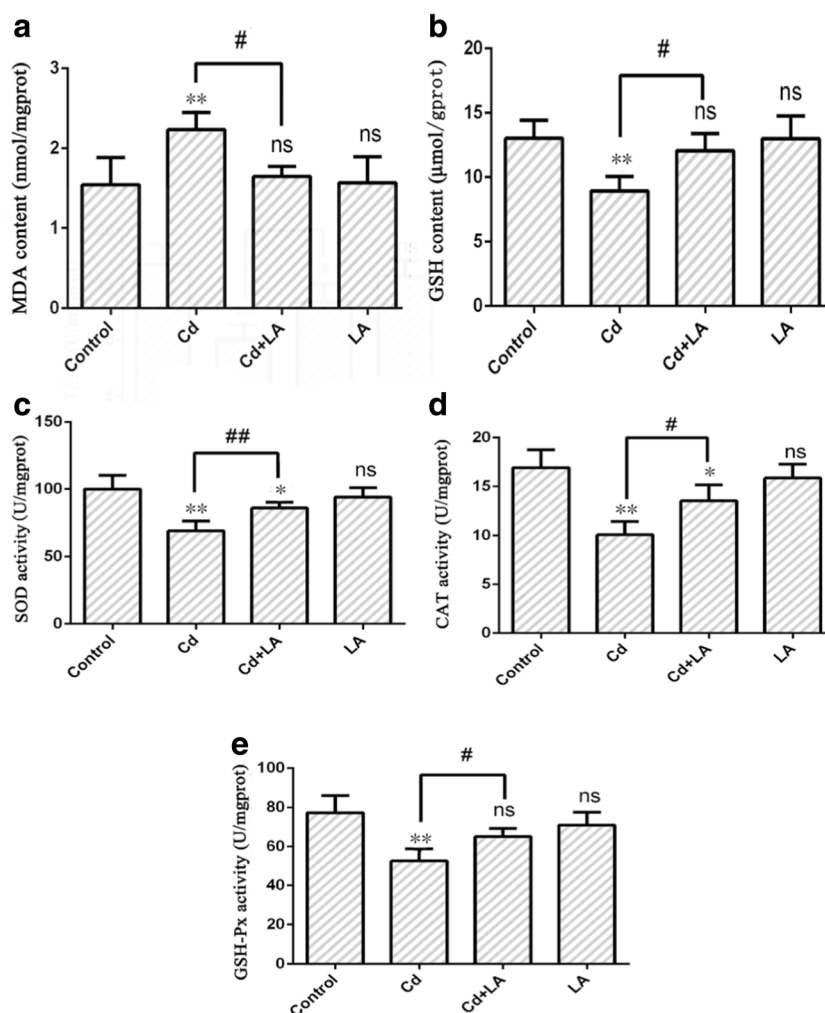 a
#
3
2
1
0
MDA content (nmol/mgprot)
**
ns
ns
Control
Cd
Cd+LA
LA
b
#
20
15
10
5
0
GSH content (μmol/gprot)
**
ns
ns
Control
Cd
Cd+LA
LA
c
##
150
100
50
0
SOD activity (U/mgprot)
**
*
ns
Control
Cd
Cd+LA
LA
d
#
20
15
10
5
0
CAT activity (U/mgprot)
**
*
ns
Control
Cd
Cd+LA
LA
e
#
100
80
60
40
20
0
GSH-Px activity (U/mgprot)
**
ns
ns
Control
Cd
Cd+LA
LA